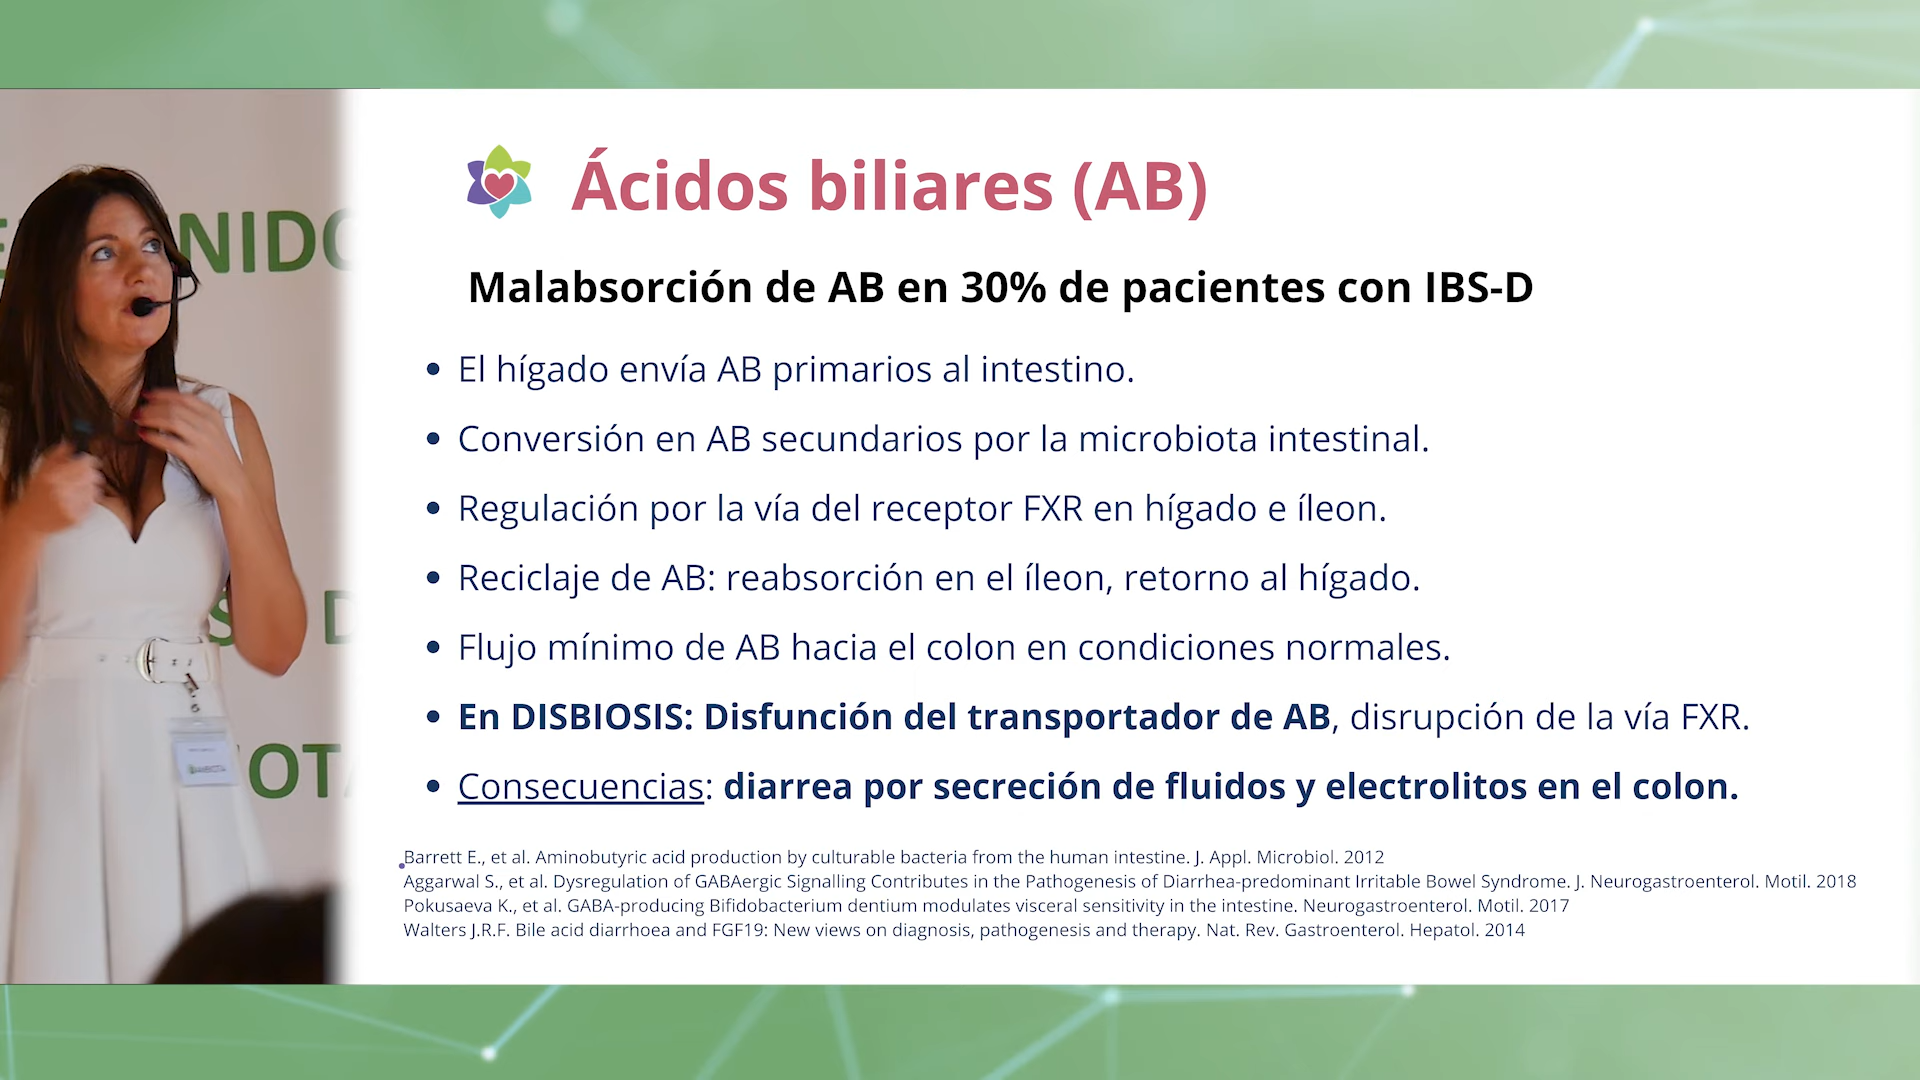 Ácidos biliares (AB)
Malabsorción de AB en 30% de pacientes con IBS-D
• El hígado envía AB primarios al intestino.
• Conversión en AB secundarios por la microbiota intestinal.
• Regulación por la vía del receptor FXR en hígado e íleon.
• Reciclaje de AB: reabsorción en el íleon, retorno al hígado.
• Flujo mínimo de AB hacia el colon en condiciones normales.
• En DISBIOSIS: Disfunción del transportador de AB, disrupción de la vía FXR.
• Consecuencias: diarrea por secreción de fluidos y electrolitos en el colon.
Barrett E., et al. Aminobutyric acid production by culturable bacteria from the human intestine. J. Appl. Microbiol. 2012
Aggarwal S., et al. Dysregulation of GABAergic Signalling Contributes in the Pathogenesis of Diarrhea-predominant Irritable Bowel Syndrome. J. Neurogastroenterol. Motil. 2018
Pokusaeva K., et al. GABA-producing Bifidobacterium dentium modulates visceral sensitivity in the intestine. Neurogastroenterol. Motil. 2017
Walters J.R.F. Bile acid diarrhoea and FGF19: New views on diagnosis, pathogenesis and therapy. Nat. Rev. Gastroenterol. Hepatol. 2014